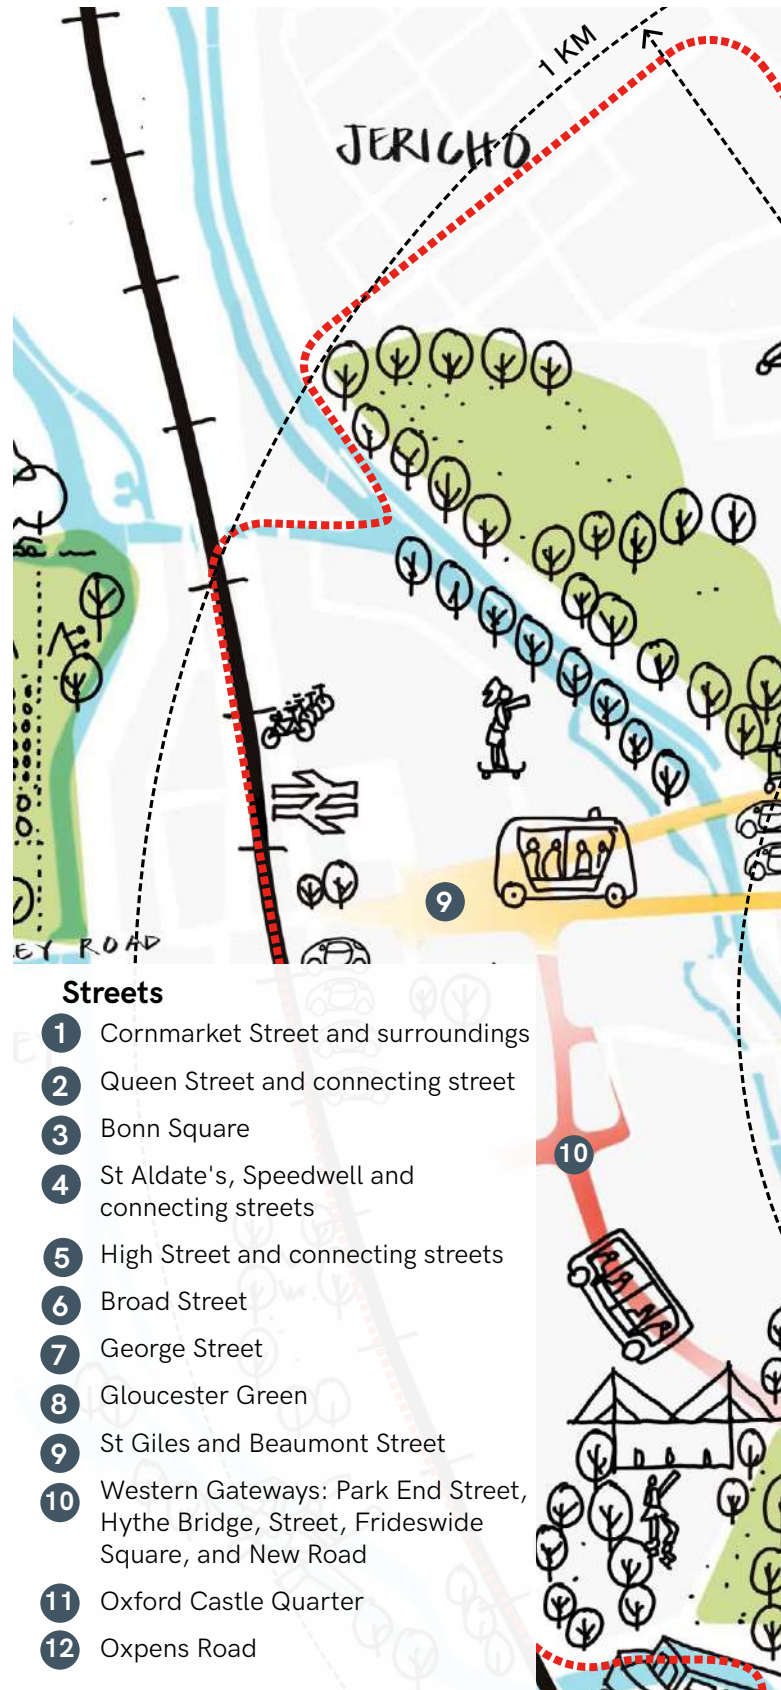 1 KM
JERICHO
9
EY ROAD
Streets
1 Cornmarket Street and surroundings
2 Queen Street and connecting street
3 Bonn Square
4 St Aldate's, Speedwell and
connecting streets
10
5 High Street and connecting streets
6 Broad Street
7 George Street
8 Gloucester Green
9 St Giles and Beaumont Street
10 Western Gateways: Park End Street,
Hythe Bridge, Street, Frideswide
Square, and New Road
11 Oxford Castle Quarter
12 Oxpens Road